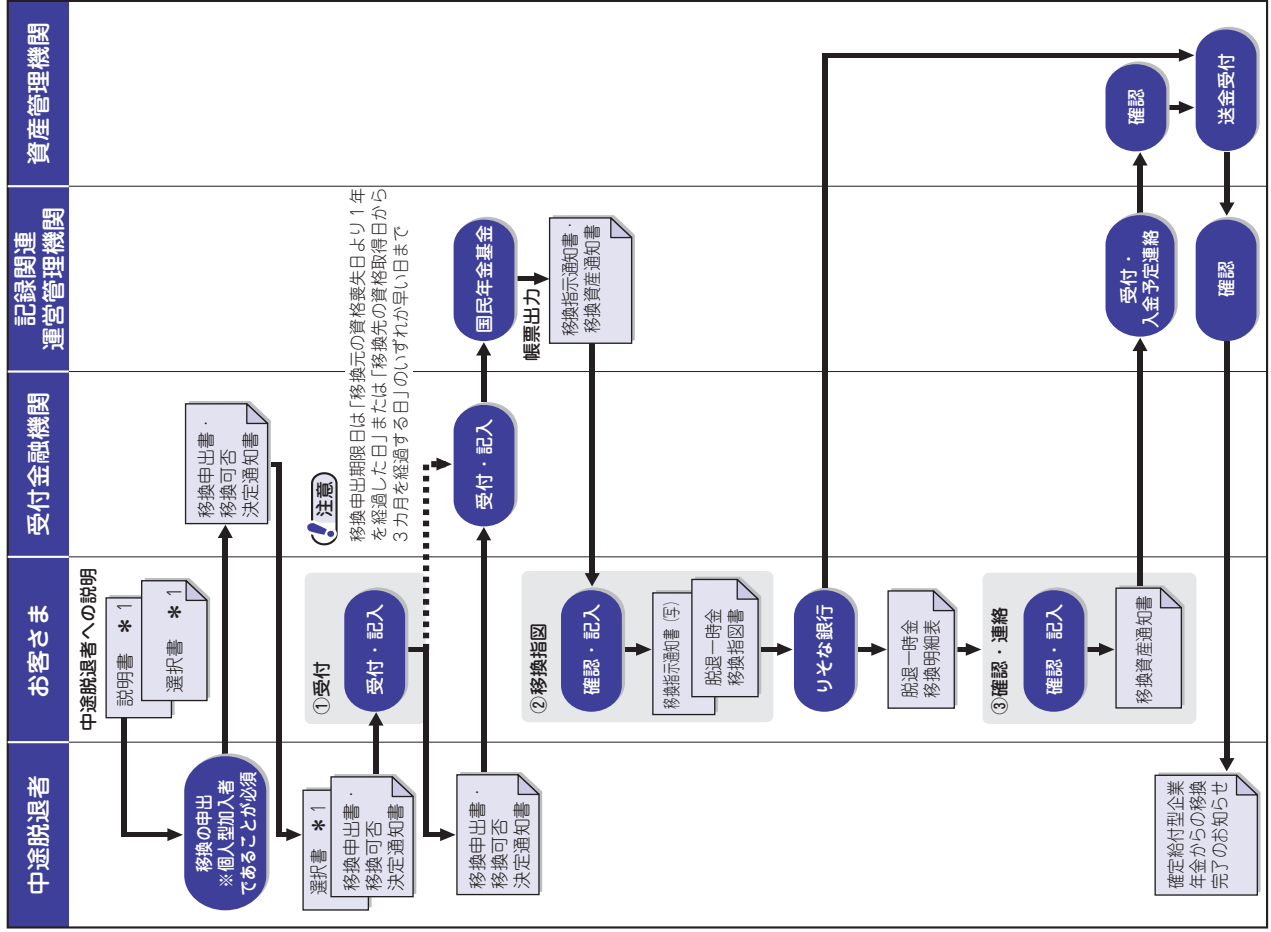 中途脱退者
お客さま
受付金融機関
記録関連
運営管理機関
資産管理機関
中途脱退者への説明
説明書 ＊1
選択書 ＊1
移換の申出
※個人型加入者
であることが必須
移換申出書・
移換可否
決定通知書
選択書 ＊1
移換申出書・
移換可否
決定通知書
①受付
受付・記入
注意
移換申出期限日は「移換元の資格喪失日より１年
を経過した日」または「移換先の資格取得日から
３カ月を経過する日」のいずれか早い日まで
移換申出書・
移換可否
決定通知書
受付・記入
国民年金基金
帳票出力
移換指示通知書・
移換資産通知書
②移換指図
確認・記入
移換指示通知書（写）
脱退一時金
移換指図書
りそな銀行
脱退一時金
移換明細表
③確認・連絡
確認・記入
移換資産通知書
受付・
入金予定連絡
確認
送金受付
確認
確定給付型企業
年金からの移換
完了のお知らせ